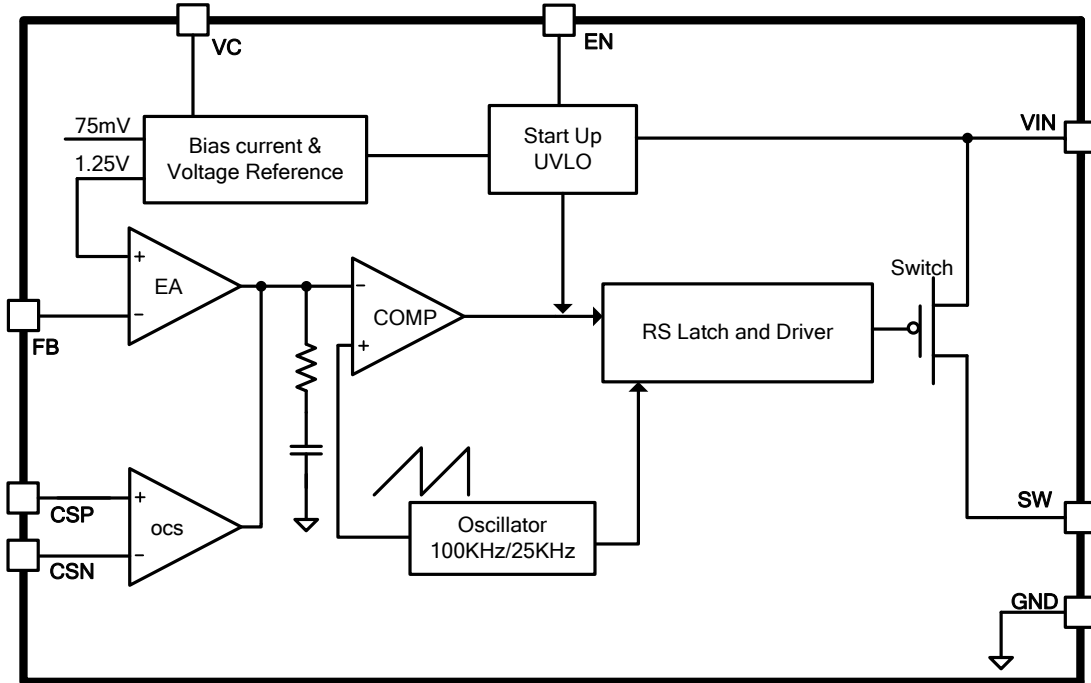 VC
EN
75mV
1.25V
Bias current &
Voltage Reference
Start Up
UVLO
VIN
+
EA
−
FB
−
COMP
+
Switch
RS Latch and Driver
CSP
+
ocs
−
CSN
Oscillator
100KHz/25KHz
SW
GND